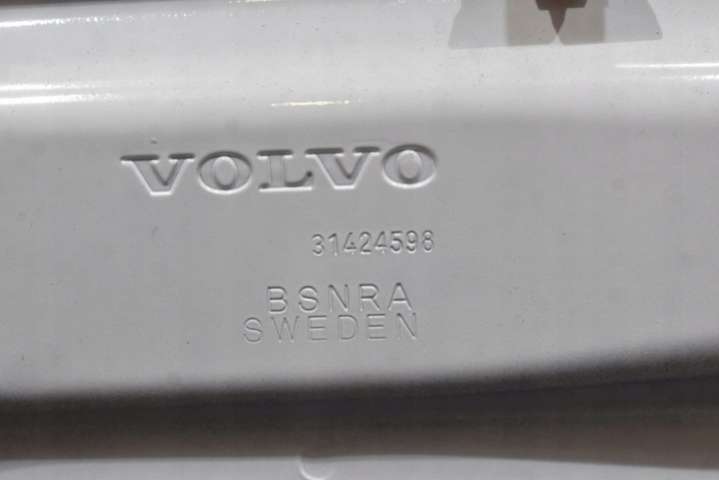 VOLVO
31424598
BSNRA
SWEDEN